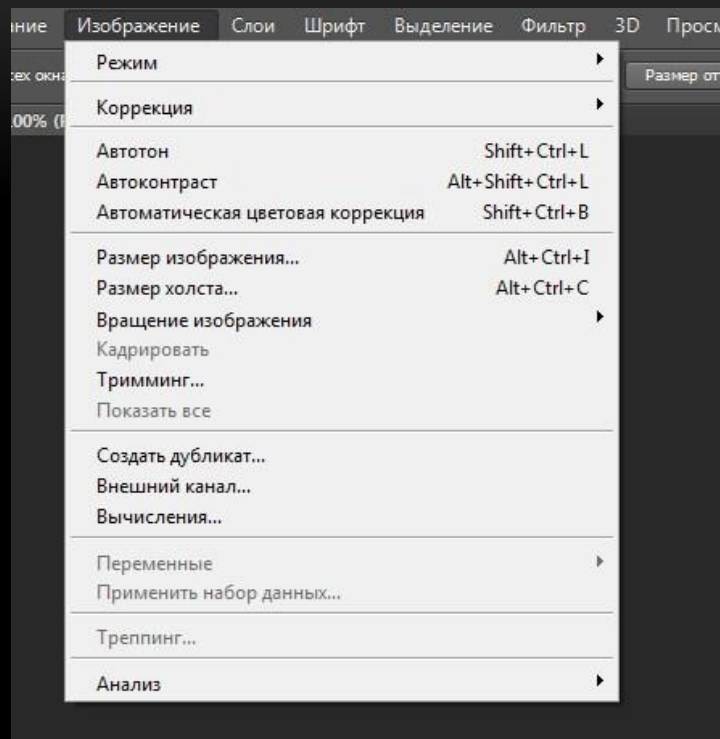 Изображение Слои Шрифт Выделение Фильтр 3D
Режим
Размер
Коррекция
Автотон Shift+Ctrl+L
Автоконтраст Alt+Shift+Ctrl+L
Автоматическая цветовая коррекция Shift+Ctrl+B
Размер изображения... Alt+Ctrl+I
Размер холста... Alt+Ctrl+C
Вращение изображения
Кадрировать
Тримминг...
Показать все
Создать дубликат...
Внешний канал...
Вычисления...
Переменные
Применить набор данных...
Треппинг...
Анализ